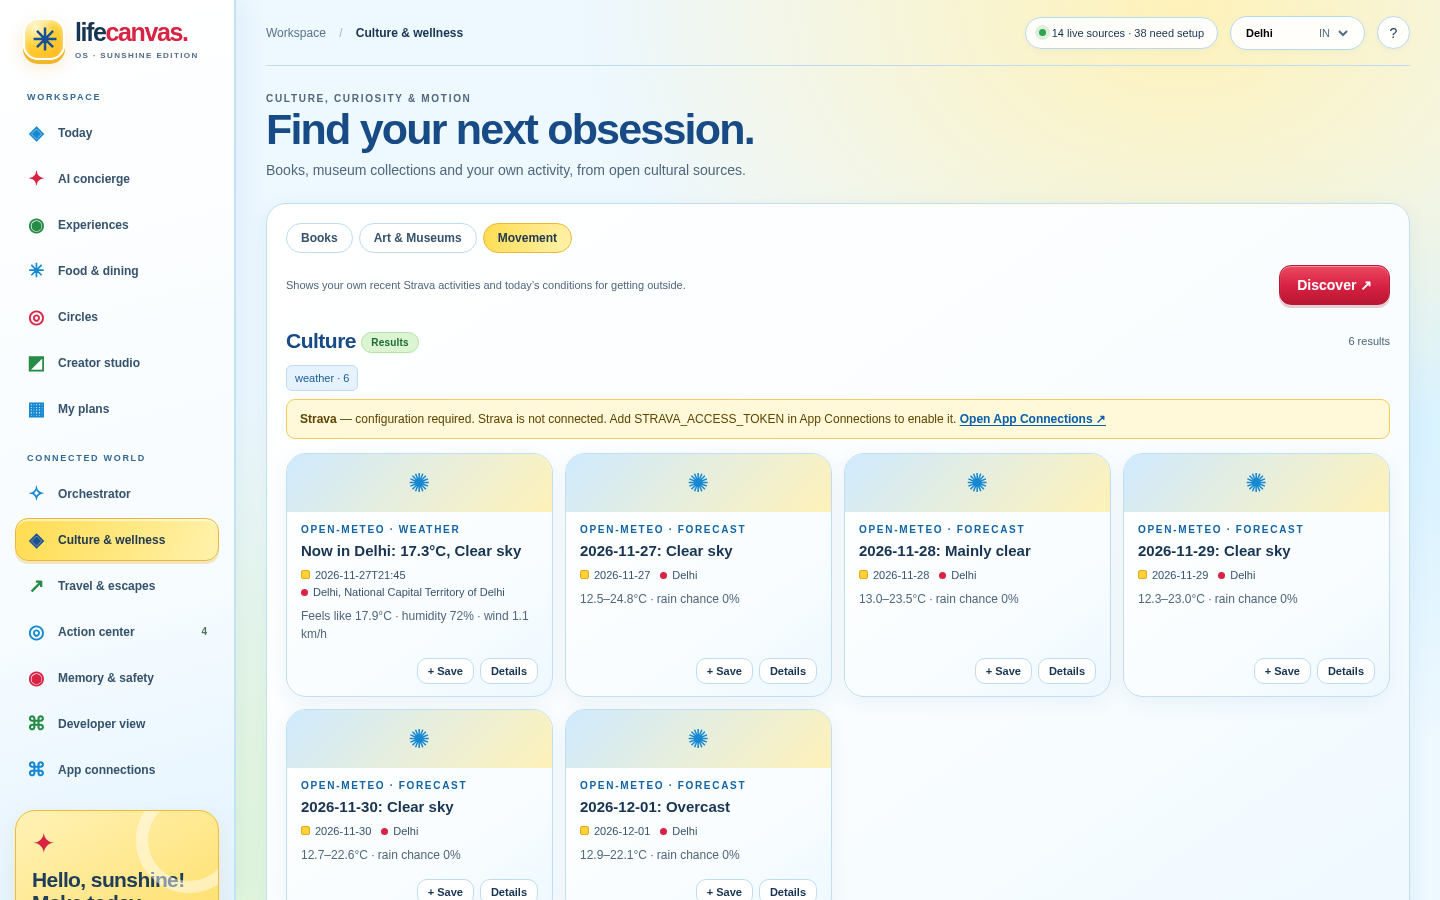 lifecanvas.
OS · SUNSHINE EDITION
WORKSPACE
Today
AI concierge
Experiences
Food & dining
Circles
Creator studio
My plans
CONNECTED WORLD
Orchestrator
Culture & wellness
Travel & escapes
Action center 4
Memory & safety
Developer view
App connections
Hello, sunshine!
Workspace / Culture & wellness
14 live sources · 38 need setup
Delhi IN
?
CULTURE, CURIOSITY & MOTION
Find your next obsession.
Books, museum collections and your own activity, from open cultural sources.
Books Art & Museums Movement
Shows your own recent Strava activities and today's conditions for getting outside.
Discover ↗
Culture Results
6 results
weather · 6
Strava — configuration required. Strava is not connected. Add STRAVA_ACCESS_TOKEN in App Connections to enable it. Open App Connections ↗
OPEN-METEO · WEATHER
Now in Delhi: 17.3°C, Clear sky
2026-11-27T21:45
Delhi, National Capital Territory of Delhi
Feels like 17.9°C · humidity 72% · wind 1.1
km/h
+ Save Details
OPEN-METEO · FORECAST
2026-11-27: Clear sky
2026-11-27 Delhi
12.5–24.8°C · rain chance 0%
+ Save Details
OPEN-METEO · FORECAST
2026-11-28: Mainly clear
2026-11-28 Delhi
13.0–23.5°C · rain chance 0%
+ Save Details
OPEN-METEO · FORECAST
2026-11-29: Clear sky
2026-11-29 Delhi
12.3–23.0°C · rain chance 0%
+ Save Details
OPEN-METEO · FORECAST
2026-11-30: Clear sky
2026-11-30 Delhi
12.7–22.6°C · rain chance 0%
+ Save Details
OPEN-METEO · FORECAST
2026-12-01: Overcast
2026-12-01 Delhi
12.9–22.1°C · rain chance 0%
+ Save Details